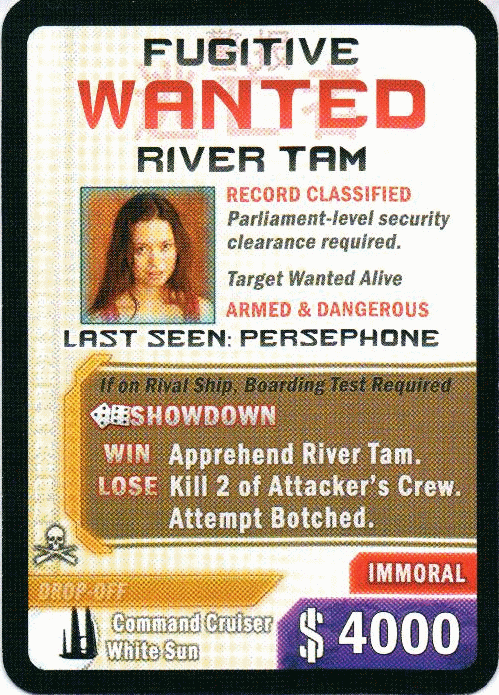 FUGITIVE
WANTED
RIVER TAM
RECORD CLASSIFIED
Parliament-level security
clearance required.
Target Wanted Alive
ARMED & DANGEROUS
LAST SEEN: PERSEPHONE
If on Rival Ship, Boarding Test Required
SHOWDOWN
WIN Apprehend River Tam.
LOSE Kill 2 of Attacker's Crew.
Attempt Botched.
IMMORAL
DROP-OFF
Command Cruiser
White Sun
$ 4000